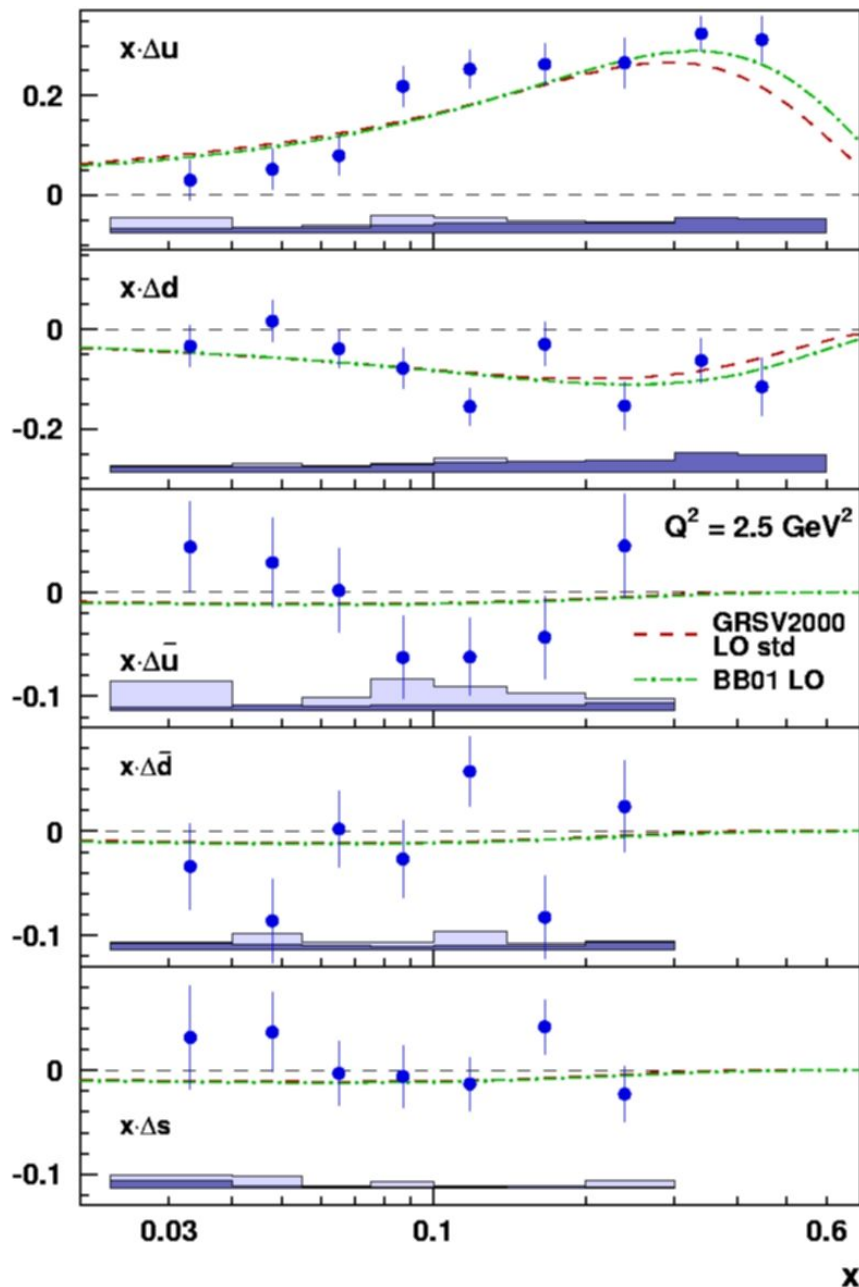 x·Δu
0.2
0
x·Δd
0
-0.2
Q² = 2.5 GeV²
0
GRSV2000
LO std
x·Δū
BB01 LO
-0.1
x·Δd̄
0
-0.1
0
x·Δs
-0.1
0.03 0.1 0.6
x